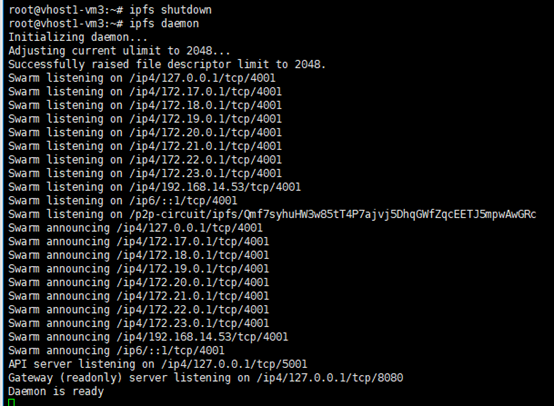 root@vhost1-vm3:~# ipfs shutdown
root@vhost1-vm3:~# ipfs daemon
Initializing daemon...
Adjusting current ulimit to 2048...
Successfully raised file descriptor limit to 2048.
Swarm listening on /ip4/127.0.0.1/tcp/4001
Swarm listening on /ip4/172.17.0.1/tcp/4001
Swarm listening on /ip4/172.18.0.1/tcp/4001
Swarm listening on /ip4/172.19.0.1/tcp/4001
Swarm listening on /ip4/172.20.0.1/tcp/4001
Swarm listening on /ip4/172.21.0.1/tcp/4001
Swarm listening on /ip4/172.22.0.1/tcp/4001
Swarm listening on /ip4/172.23.0.1/tcp/4001
Swarm listening on /ip4/192.168.14.53/tcp/4001
Swarm listening on /ip6/::1/tcp/4001
Swarm listening on /p2p-circuit/ipfs/Qmf7syhuHW3w85tT4P7ajvj5DhqGWfZqcEETJ5mpwAwGRc
Swarm announcing /ip4/127.0.0.1/tcp/4001
Swarm announcing /ip4/172.17.0.1/tcp/4001
Swarm announcing /ip4/172.18.0.1/tcp/4001
Swarm announcing /ip4/172.19.0.1/tcp/4001
Swarm announcing /ip4/172.20.0.1/tcp/4001
Swarm announcing /ip4/172.21.0.1/tcp/4001
Swarm announcing /ip4/172.22.0.1/tcp/4001
Swarm announcing /ip4/172.23.0.1/tcp/4001
Swarm announcing /ip4/192.168.14.53/tcp/4001
Swarm announcing /ip6/::1/tcp/4001
API server listening on /ip4/127.0.0.1/tcp/5001
Gateway (readonly) server listening on /ip4/127.0.0.1/tcp/8080
Daemon is ready